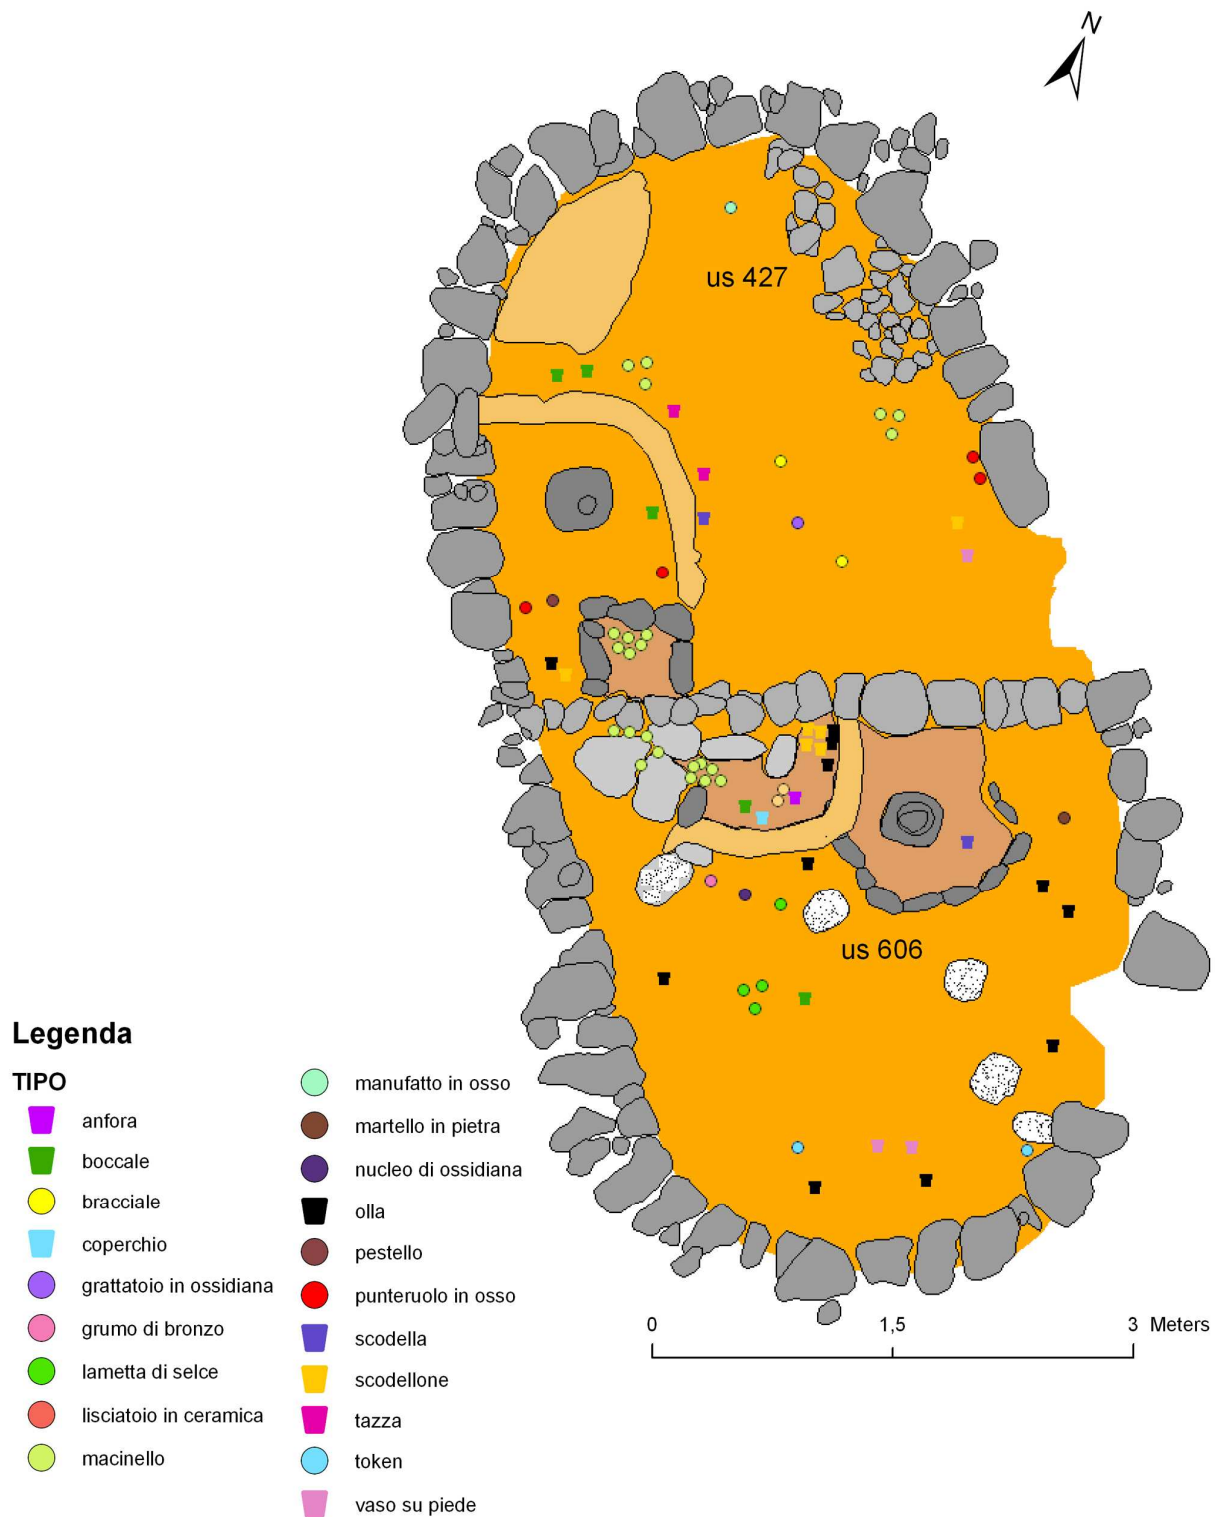 N
us 427
us 606
Legenda
TIPO
anfora
boccale
bracciale
coperchio
grattatoio in ossidiana
grumo di bronzo
lametta di selce
lisciatoio in ceramica
macinello
manufatto in osso
martello in pietra
nucleo di ossidiana
olla
pestello
punteruolo in osso
scodella
scodellone
tazza
token
vaso su piede
0 1,5 3 Meters